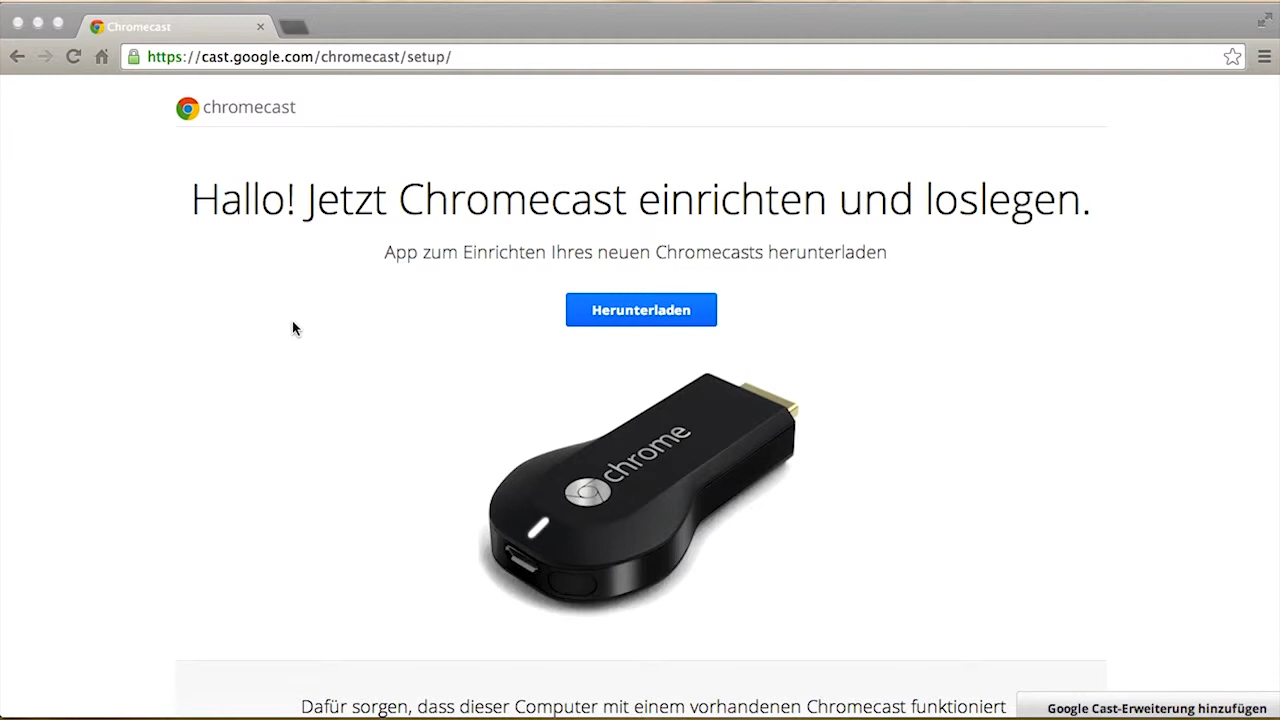 Chromecast
https://cast.google.com/chromecast/setup/
chromecast
Hallo! Jetzt Chromecast einrichten und loslegen.
App zum Einrichten Ihres neuen Chromecasts herunterladen
Herunterladen
chrome
Dafür sorgen, dass dieser Computer mit einem vorhandenen Chromecast funktioniert
Google Cast-Erweiterung hinzufügen